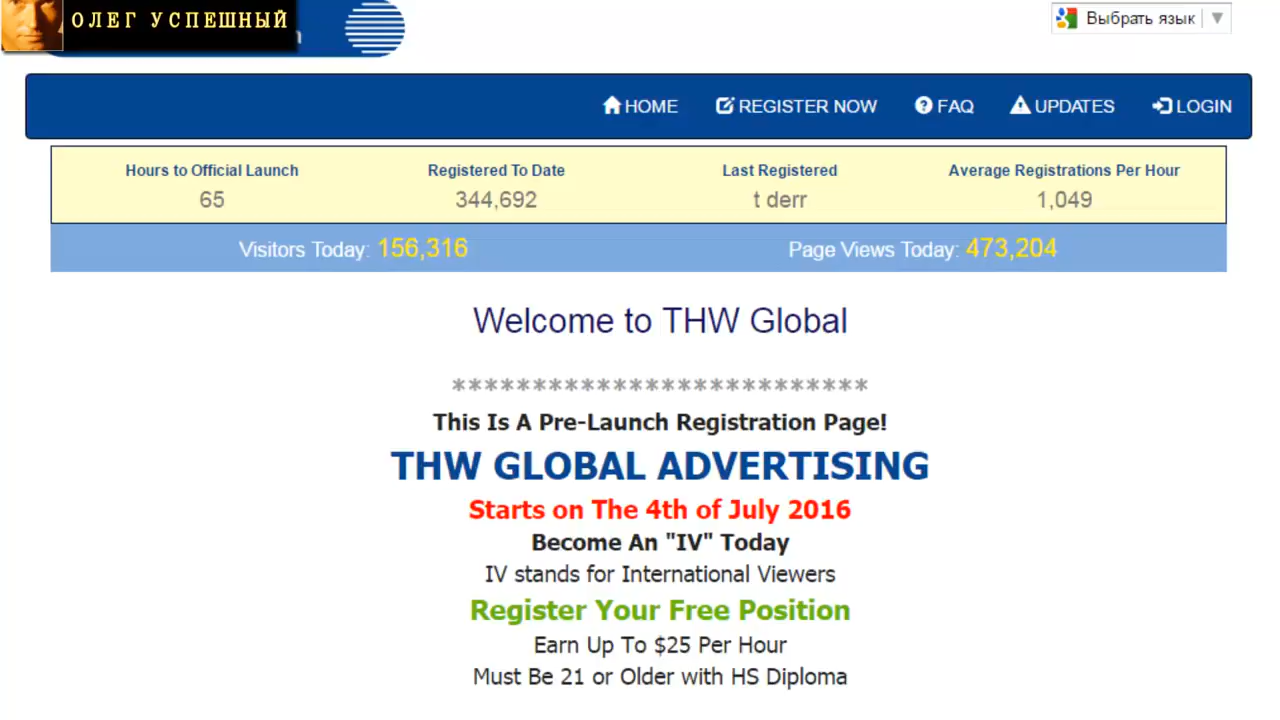 ОЛЕГ УСПЕШНЫЙ
Выбрать язык
HOME REGISTER NOW FAQ UPDATES LOGIN
Hours to Official Launch Registered To Date Last Registered Average Registrations Per Hour
65 344,692 t derr 1,049
Visitors Today: 156,316 Page Views Today: 473,204
Welcome to THW Global
**************************
This Is A Pre-Launch Registration Page!
THW GLOBAL ADVERTISING
Starts on The 4th of July 2016
Become An "IV" Today
IV stands for International Viewers
Register Your Free Position
Earn Up To $25 Per Hour
Must Be 21 or Older with HS Diploma